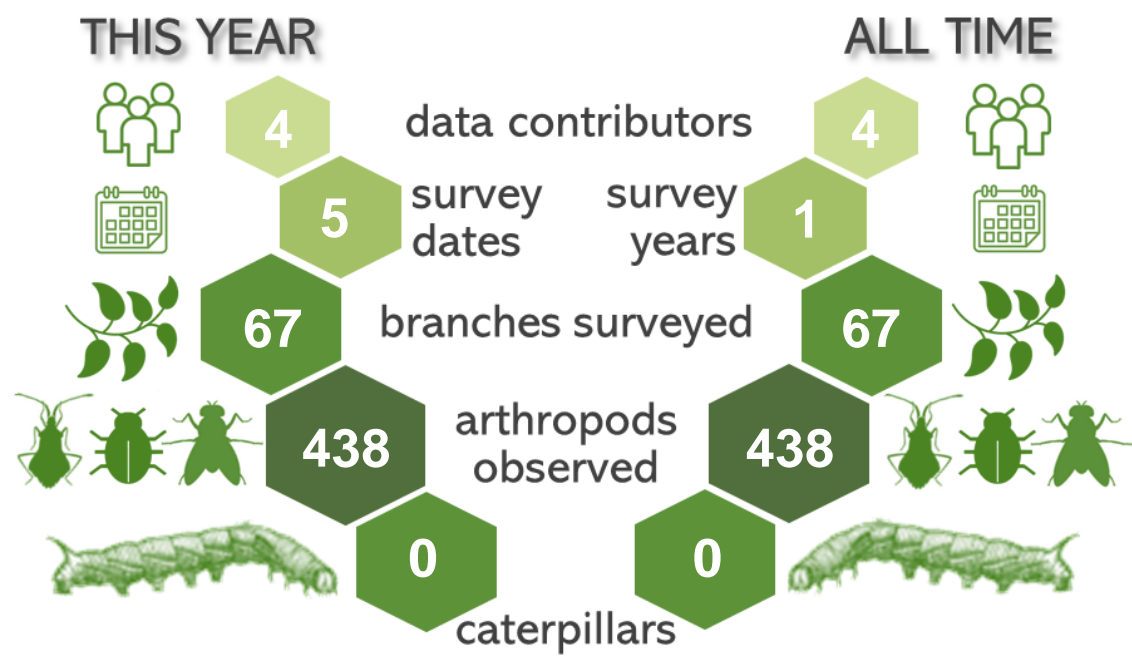 THIS YEAR
ALL TIME
4
data contributors
4
5
survey
dates
survey
years
1
67
branches surveyed
67
438
arthropods
observed
438
0
0
caterpillars